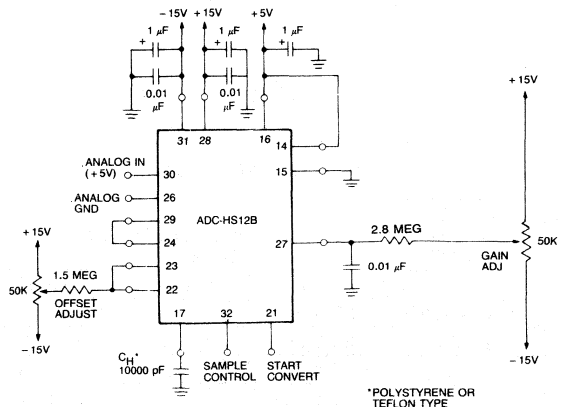 - 15V + 15V + 5V
1 μF 1 μF 1 μF
+ + +
0.01 μF 0.01 μF
31 28 16
14
15
ANALOG IN
(+5V)
30
ANALOG
GND
26
29
24
23
22
ADC-HS12B
27
2.8 MEG
0.01 μF
+ 15V
50K
GAIN
ADJ
- 15V
+ 15V
50K
1.5 MEG
OFFSET
ADJUST
- 15V
17 32 21
CH*
10000 pF
SAMPLE
CONTROL
START
CONVERT
*POLYSTYRENE OR
TEFLON TYPE